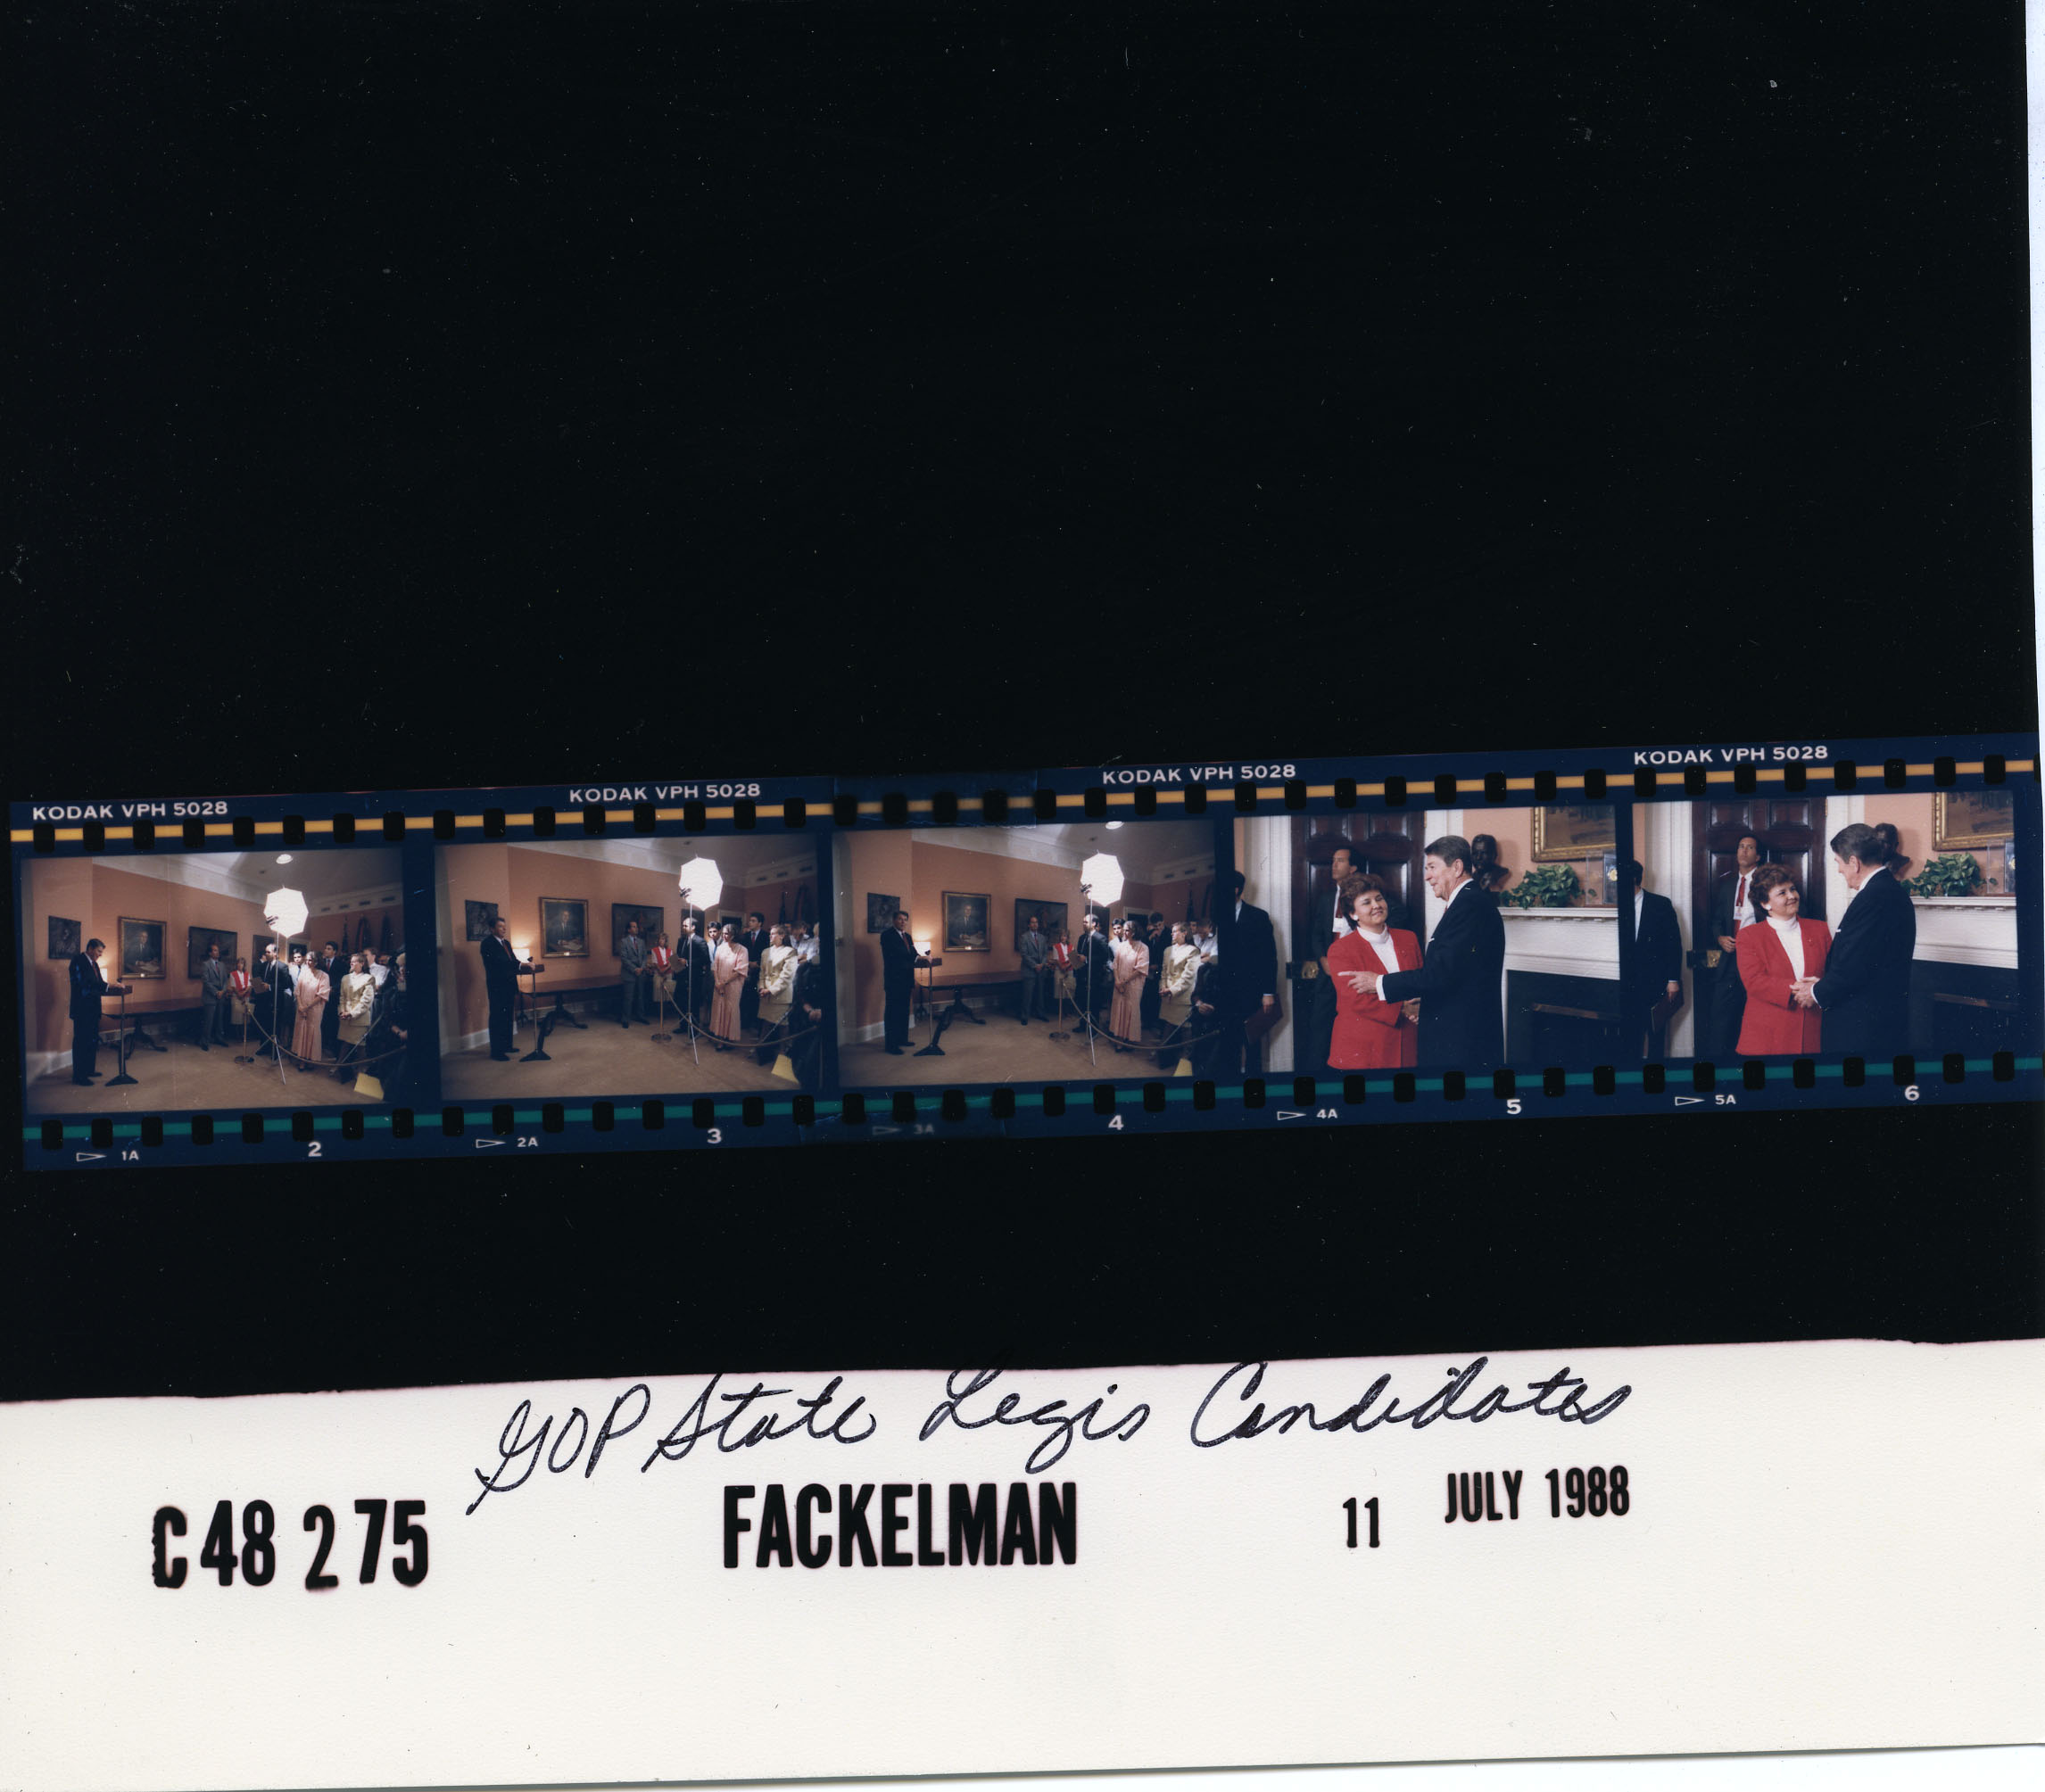 KODAK VPH 5028 KODAK VPH 5028 KODAK VPH 5028 KODAK VPH 5028
1A 2 2A 3 3A 4 4A 5 5A 6
GOP State Legis Candidates
C48275 FACKELMAN 11 JULY 1988